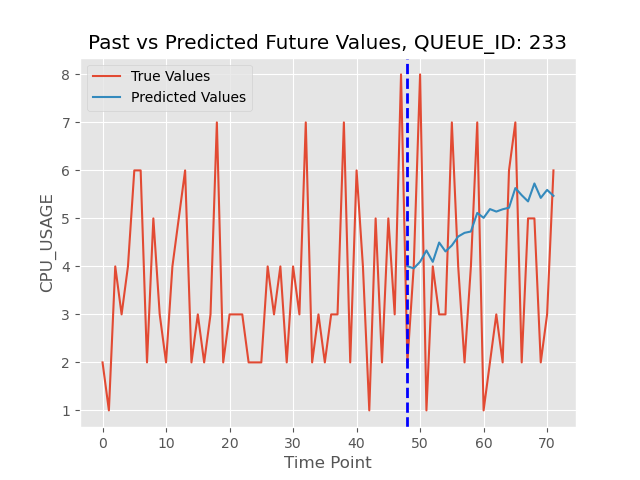 Past vs Predicted Future Values, QUEUE_ID: 233
True Values
Predicted Values
8
7
6
5
4
3
2
1
CPU_USAGE
0 10 20 30 40 50 60 70
Time Point